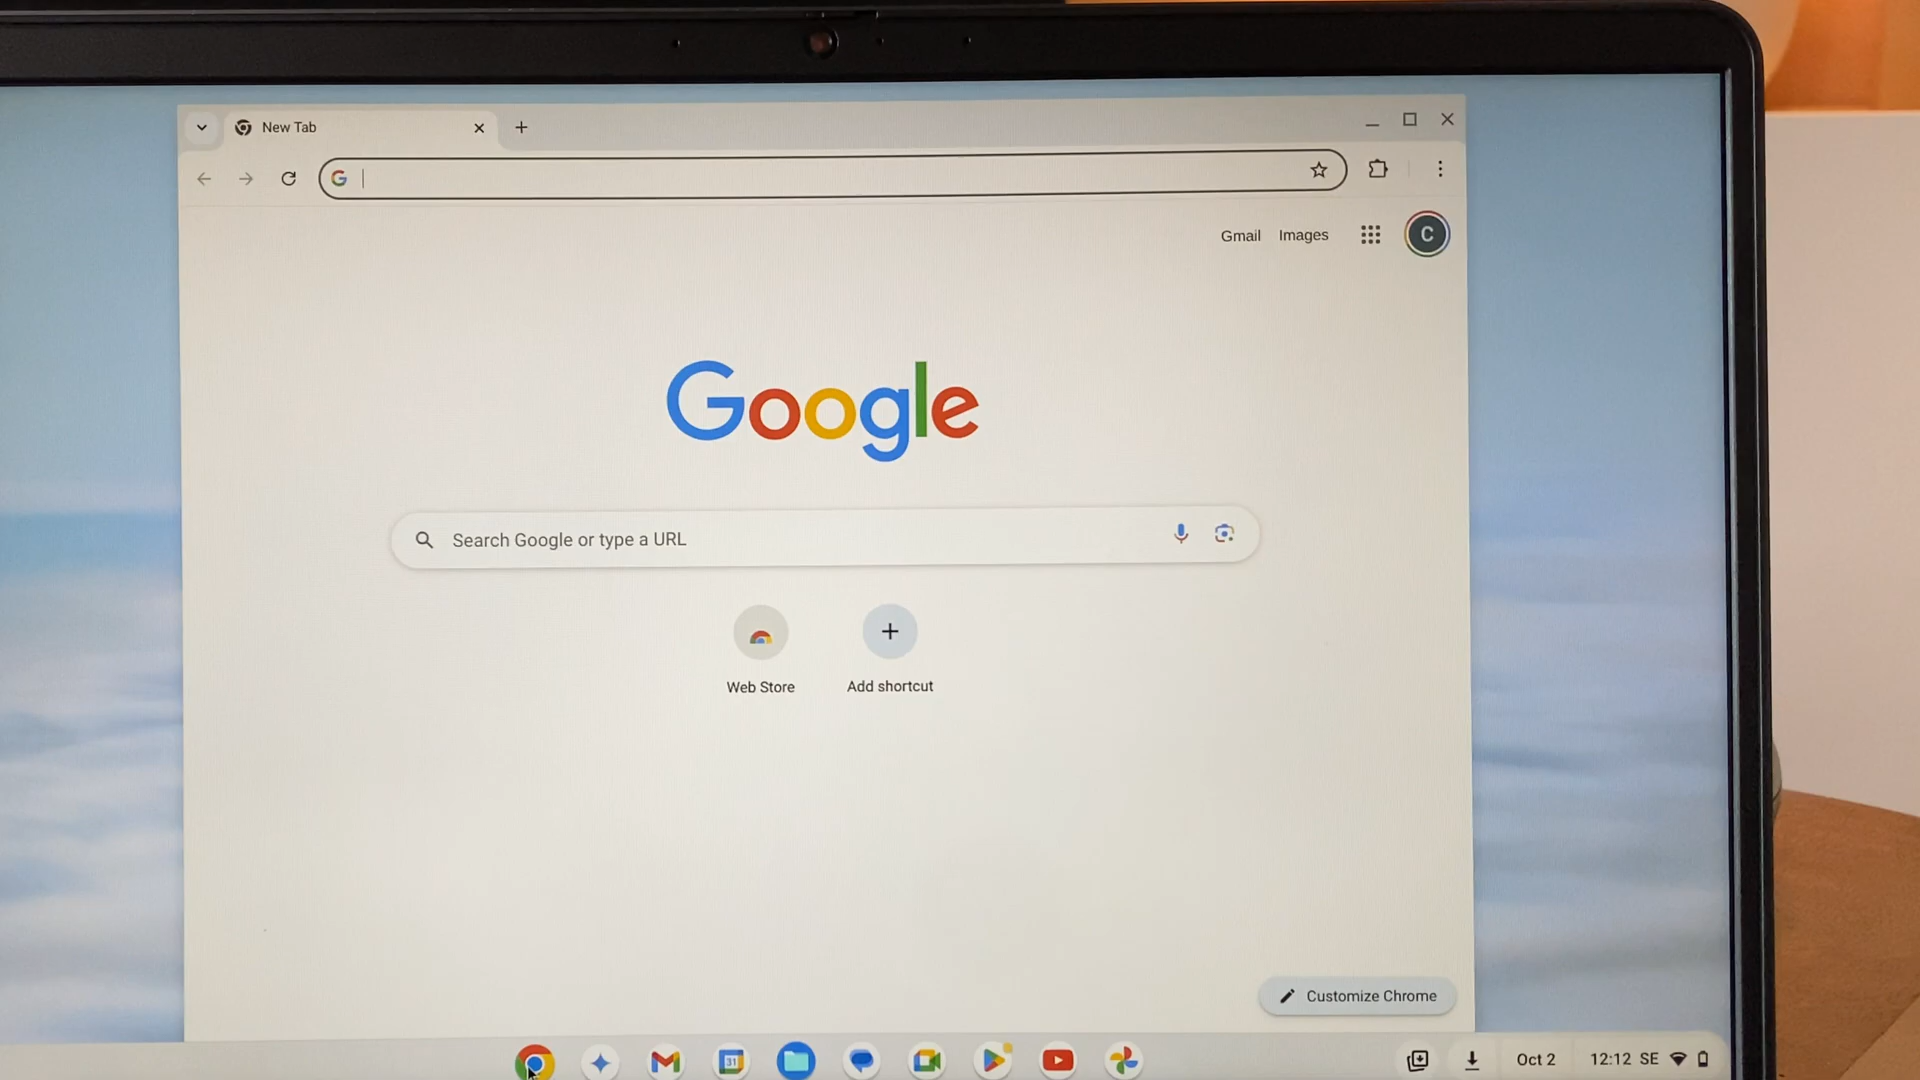 New Tab
Gmail Images
C
Google
Search Google or type a URL
Web Store Add shortcut
Customize Chrome
31
Oct 2 12:12 SE